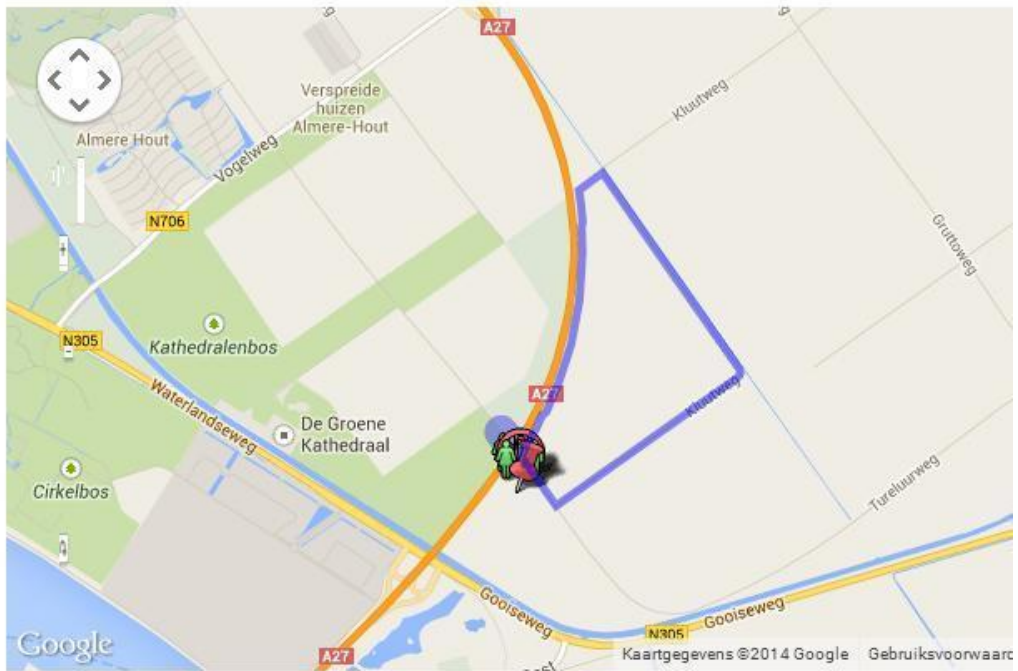 A27
Kluutweg
Verspreide
huizen
Almere-Hout
Almere Hout
Vogelweg
N706
Gruttoweg
N305
Kathedralenbos
A27
Kluutweg
Waterlandseweg
De Groene
Kathedraal
Cirkelbos
Tureluurweg
Gooiseweg
Gooiseweg
N305
Google
A27
Kaartgegevens ©2014 Google
Gebruiksvoorwaard